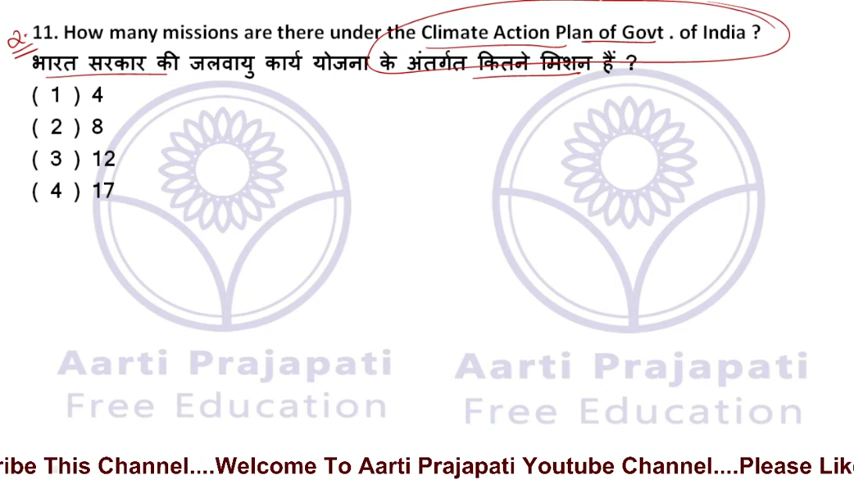 2. 11. How many missions are there under the Climate Action Plan of Govt . of India ?
भारत सरकार की जलवायु कार्य योजना के अंतर्गत कितने मिशन हैं ?
( 1 ) 4
( 2 ) 8
( 3 ) 12
( 4 ) 17
Aarti Prajapati
Free Education
Aarti Prajapati
Free Education
ribe This Channel....Welcome To Aarti Prajapati Youtube Channel....Please Lik